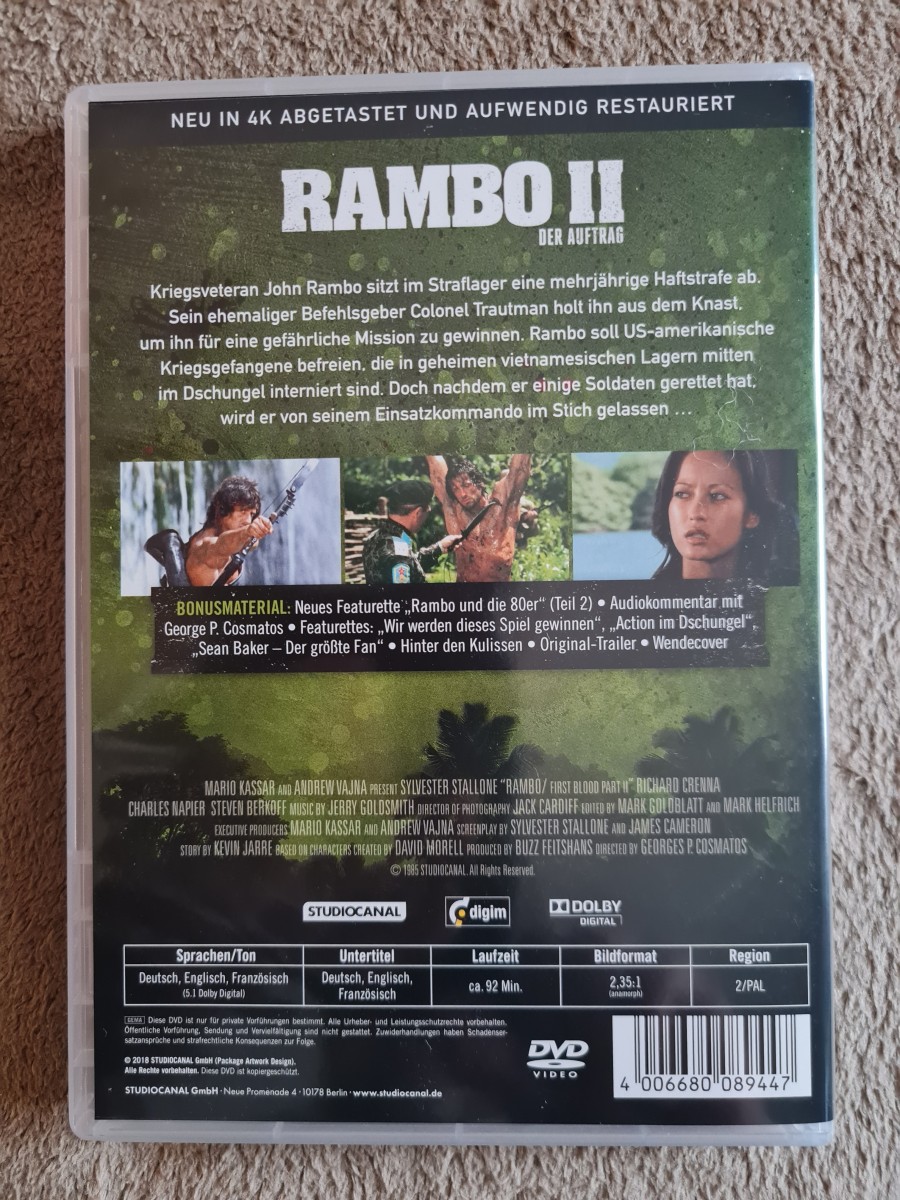 NEU IN 4K ABGETASTET UND AUFWENDIG RESTAURIERT
RAMBO II
DER AUFTRAG
Kriegsveteran John Rambo sitzt im Straflager eine mehrjährige Haftstrafe ab.
Sein ehemaliger Befehlsgeber Colonel Trautman holt ihn aus dem Knast,
um ihn für eine gefährliche Mission zu gewinnen. Rambo soll US-amerikanische
Kriegsgefangene befreien, die in geheimen vietnamesischen Lagern mitten
im Dschungel interniert sind. Doch nachdem er einige Soldaten gerettet hat,
wird er von seinem Einsatzkommando im Stich gelassen ...
BONUSMATERIAL: Neues Featurette „Rambo und die 80er“ (Teil 2) • Audiokommentar mit
George P. Cosmatos • Featurettes: „Wir werden dieses Spiel gewinnen“, „Action im Dschungel“,
„Sean Baker – Der größte Fan“ • Hinter den Kulissen • Original-Trailer • Wendecover
MARIO KASSAR AND ANDREW VAJNA PRESENT SYLVESTER STALLONE "RAMBO/ FIRST BLOOD PART II" RICHARD CRENNA
CHARLES NAPIER STEVEN BERKOFF MUSIC BY JERRY GOLDSMITH DIRECTOR OF PHOTOGRAPHY JACK CARDIFF EDITED BY MARK GOLDBLATT AND MARK HELFRICH
EXECUTIVE PRODUCERS MARIO KASSAR AND ANDREW VAJNA SCREENPLAY BY SYLVESTER STALLONE AND JAMES CAMERON
STORY BY KEVIN JARRE BASED ON CHARACTERS CREATED BY DAVID MORELL PRODUCED BY BUZZ FEITSHANS DIRECTED BY GEORGES P. COSMATOS
© 1985 STUDIOCANAL. All Rights Reserved.
STUDIOCANAL digim DOLBY
DIGITAL
Sprachen/Ton Untertitel Laufzeit Bildformat Region
Deutsch, Englisch, Französisch
(5.1 Dolby Digital)
Deutsch, Englisch,
Französisch
ca. 92 Min.
2,35:1
(anamorph)
2/PAL
GEMA Diese DVD ist nur für private Vorführungen bestimmt. Alle Urheber- und Leistungsschutzrechte vorbehalten.
Öffentliche Vorführung, Sendung und Vervielfältigung sind nicht gestattet. Zuwiderhandlungen haben Schadenser-
satzansprüche und strafrechtliche Konsequenzen zur Folge.
© 2018 STUDIOCANAL GmbH (Package Artwork Design).
Alle Rechte vorbehalten. Diese DVD ist kopiergeschützt.
STUDIOCANAL GmbH · Neue Promenade 4 · 10178 Berlin · www.studiocanal.de
DVD
VIDEO
4 006680 089447